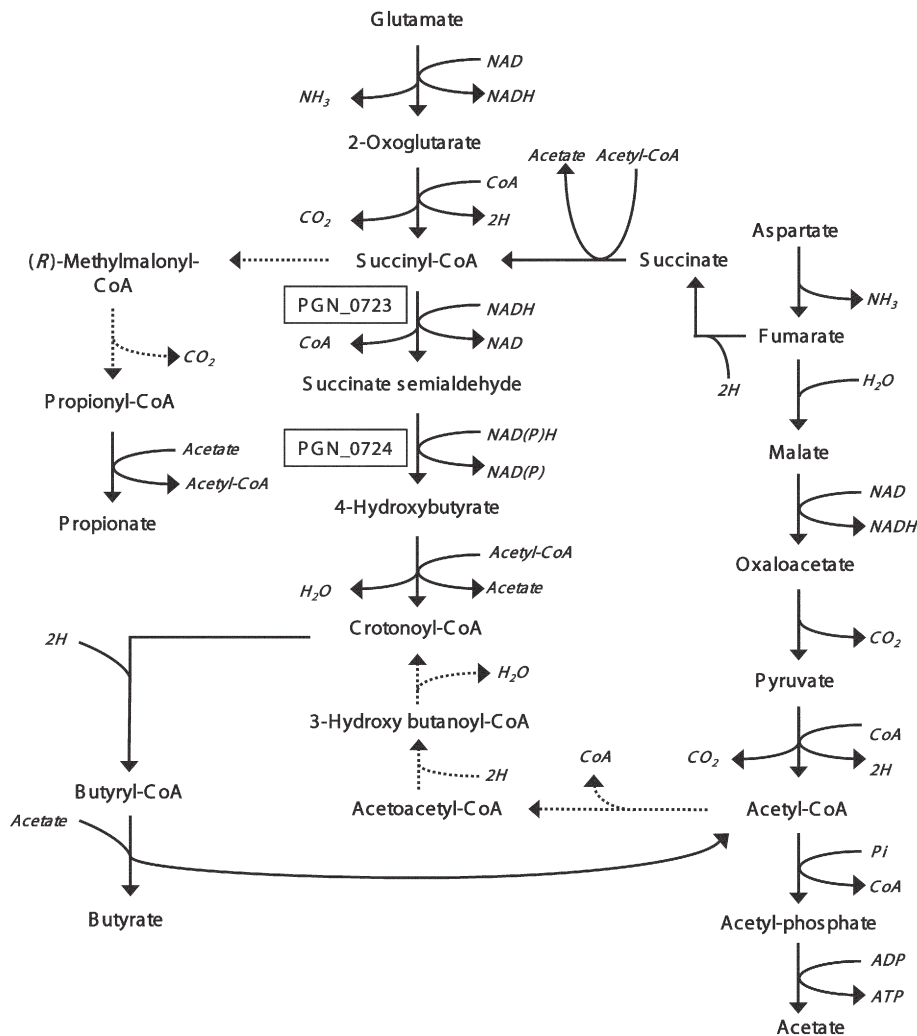 Glutamate
NAD
NH3
NADH
2-Oxoglutarate
Acetate Acetyl-CoA
CoA
CO2
2H
Aspartate
(R)-Methylmalonyl-
CoA
Succinyl-CoA
Succinate
NH3
PGN_0723
NADH
CoA
NAD
Fumarate
CO2
2H
H2O
Succinate semialdehyde
Propionyl-CoA
PGN_0724
NAD(P)H
NAD(P)
Malate
Acetate
Acetyl-CoA
NAD
NADH
4-Hydroxybutyrate
Propionate
Acetyl-CoA
H2O
Acetate
Oxaloacetate
Crotonoyl-CoA
2H
CO2
H2O
Pyruvate
3-Hydroxy butanoyl-CoA
CoA
CO2
2H
CoA
2H
Butyryl-CoA
Acetoacetyl-CoA
Acetyl-CoA
Acetate
Pi
CoA
Butyrate
Acetyl-phosphate
ADP
ATP
Acetate